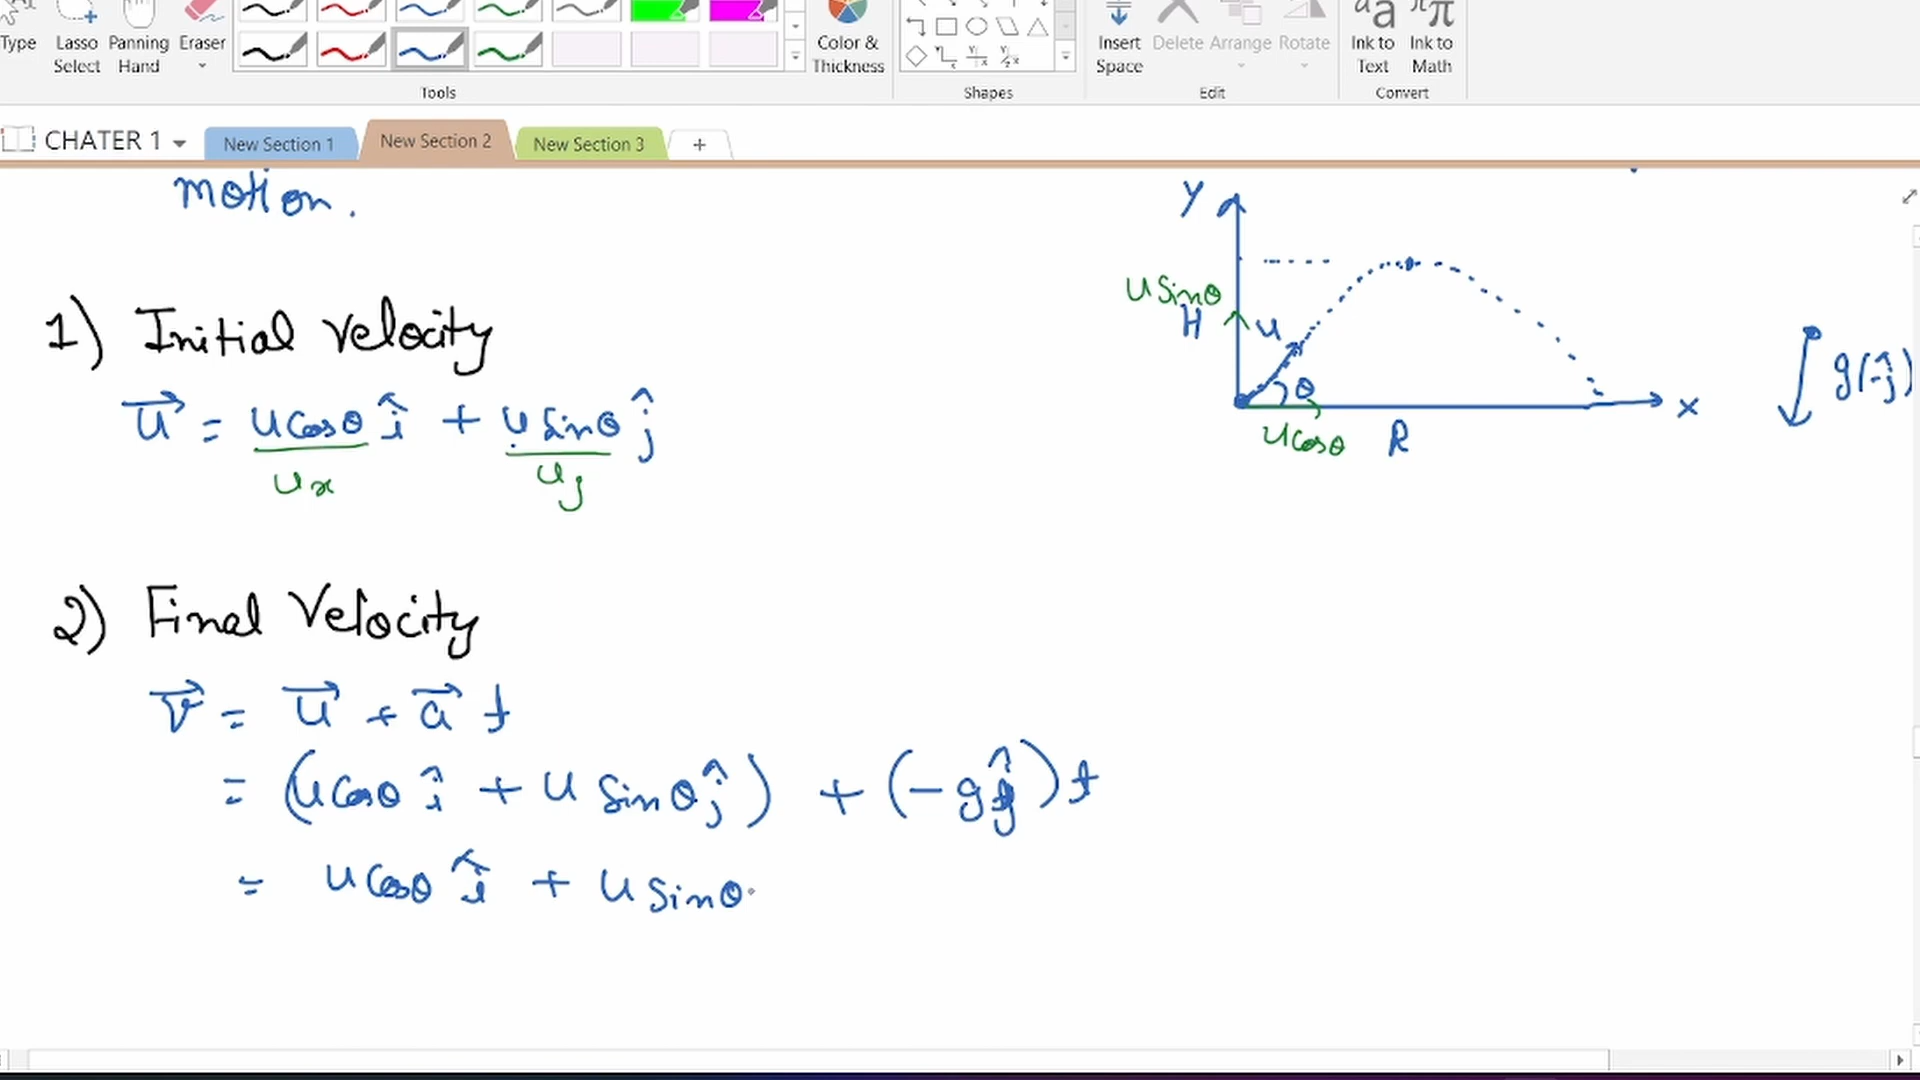 Type
Lasso Select
Panning Hand
Eraser
Color & Thickness
Insert Space
Delete
Arrange
Rotate
Ink to Text
Ink to Math
Tools
Shapes
Edit
Convert
CHATER 1
New Section 1
New Section 2
New Section 3
+
motion.
1) Initial Velocity
u⃗ = u cosθ î + u sinθ ĵ
uₓ u_y
y
u sinθ
H
u
θ
x
u cosθ
R
g(-ĵ)
2) Final Velocity
v⃗ = u⃗ + a⃗ t
= (u cosθ î + u sinθ ĵ) + (-g ĵ) t
= u cosθ î + u sinθ